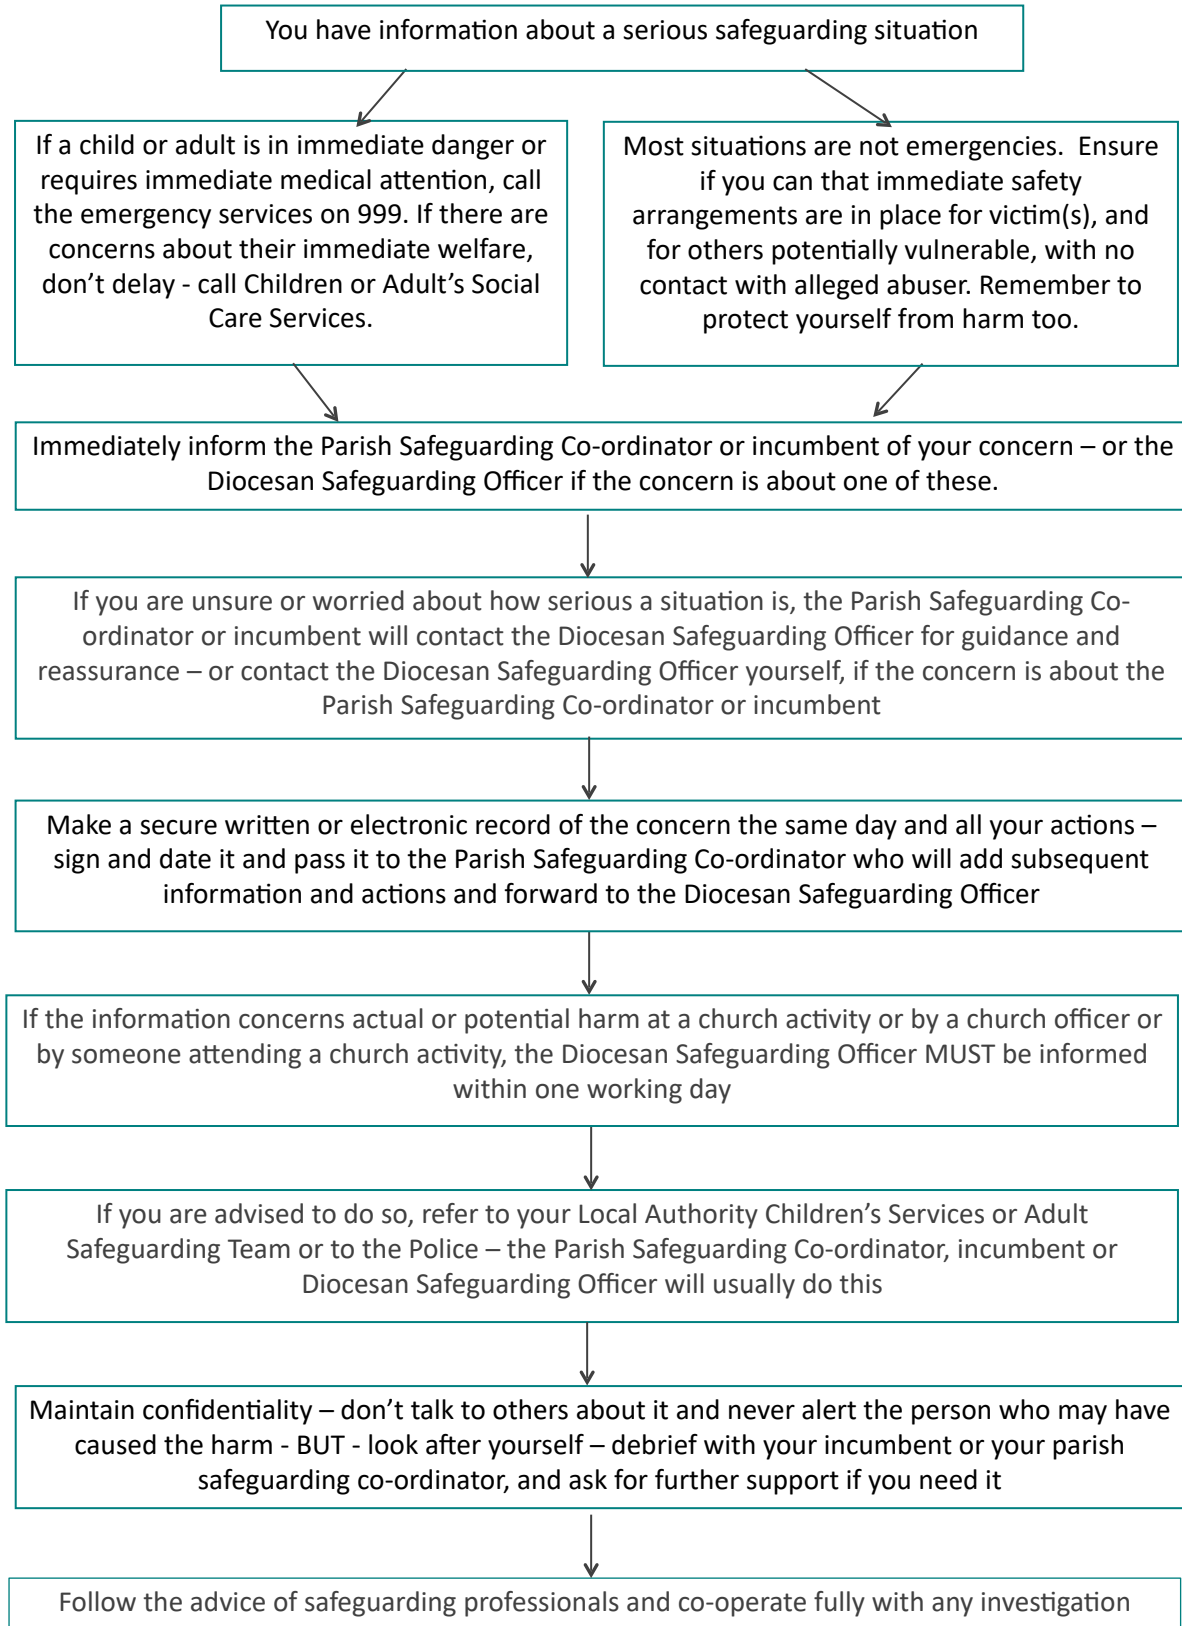 You have information about a serious safeguarding situation
If a child or adult is in immediate danger or
requires immediate medical attention, call
the emergency services on 999. If there are
concerns about their immediate welfare,
don’t delay - call Children or Adult’s Social
Care Services.
Most situations are not emergencies.  Ensure
if you can that immediate safety
arrangements are in place for victim(s), and
for others potentially vulnerable, with no
contact with alleged abuser. Remember to
protect yourself from harm too.
Immediately inform the Parish Safeguarding Co-ordinator or incumbent of your concern – or the
Diocesan Safeguarding Officer if the concern is about one of these.
If you are unsure or worried about how serious a situation is, the Parish Safeguarding Co-
ordinator or incumbent will contact the Diocesan Safeguarding Officer for guidance and
reassurance – or contact the Diocesan Safeguarding Officer yourself, if the concern is about the
Parish Safeguarding Co-ordinator or incumbent
Make a secure written or electronic record of the concern the same day and all your actions –
sign and date it and pass it to the Parish Safeguarding Co-ordinator who will add subsequent
information and actions and forward to the Diocesan Safeguarding Officer
If the information concerns actual or potential harm at a church activity or by a church officer or
by someone attending a church activity, the Diocesan Safeguarding Officer MUST be informed
within one working day
If you are advised to do so, refer to your Local Authority Children’s Services or Adult
Safeguarding Team or to the Police – the Parish Safeguarding Co-ordinator, incumbent or
Diocesan Safeguarding Officer will usually do this
Maintain confidentiality – don’t talk to others about it and never alert the person who may have
caused the harm - BUT - look after yourself – debrief with your incumbent or your parish
safeguarding co-ordinator, and ask for further support if you need it
Follow the advice of safeguarding professionals and co-operate fully with any investigation